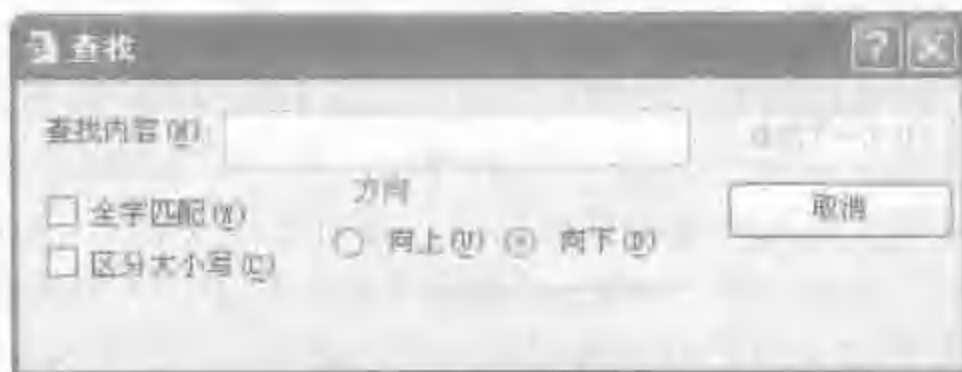 查找
查找内容(N):
全字匹配(W)
区分大小写(C)
方向
向上(U) 向下(D)
取消